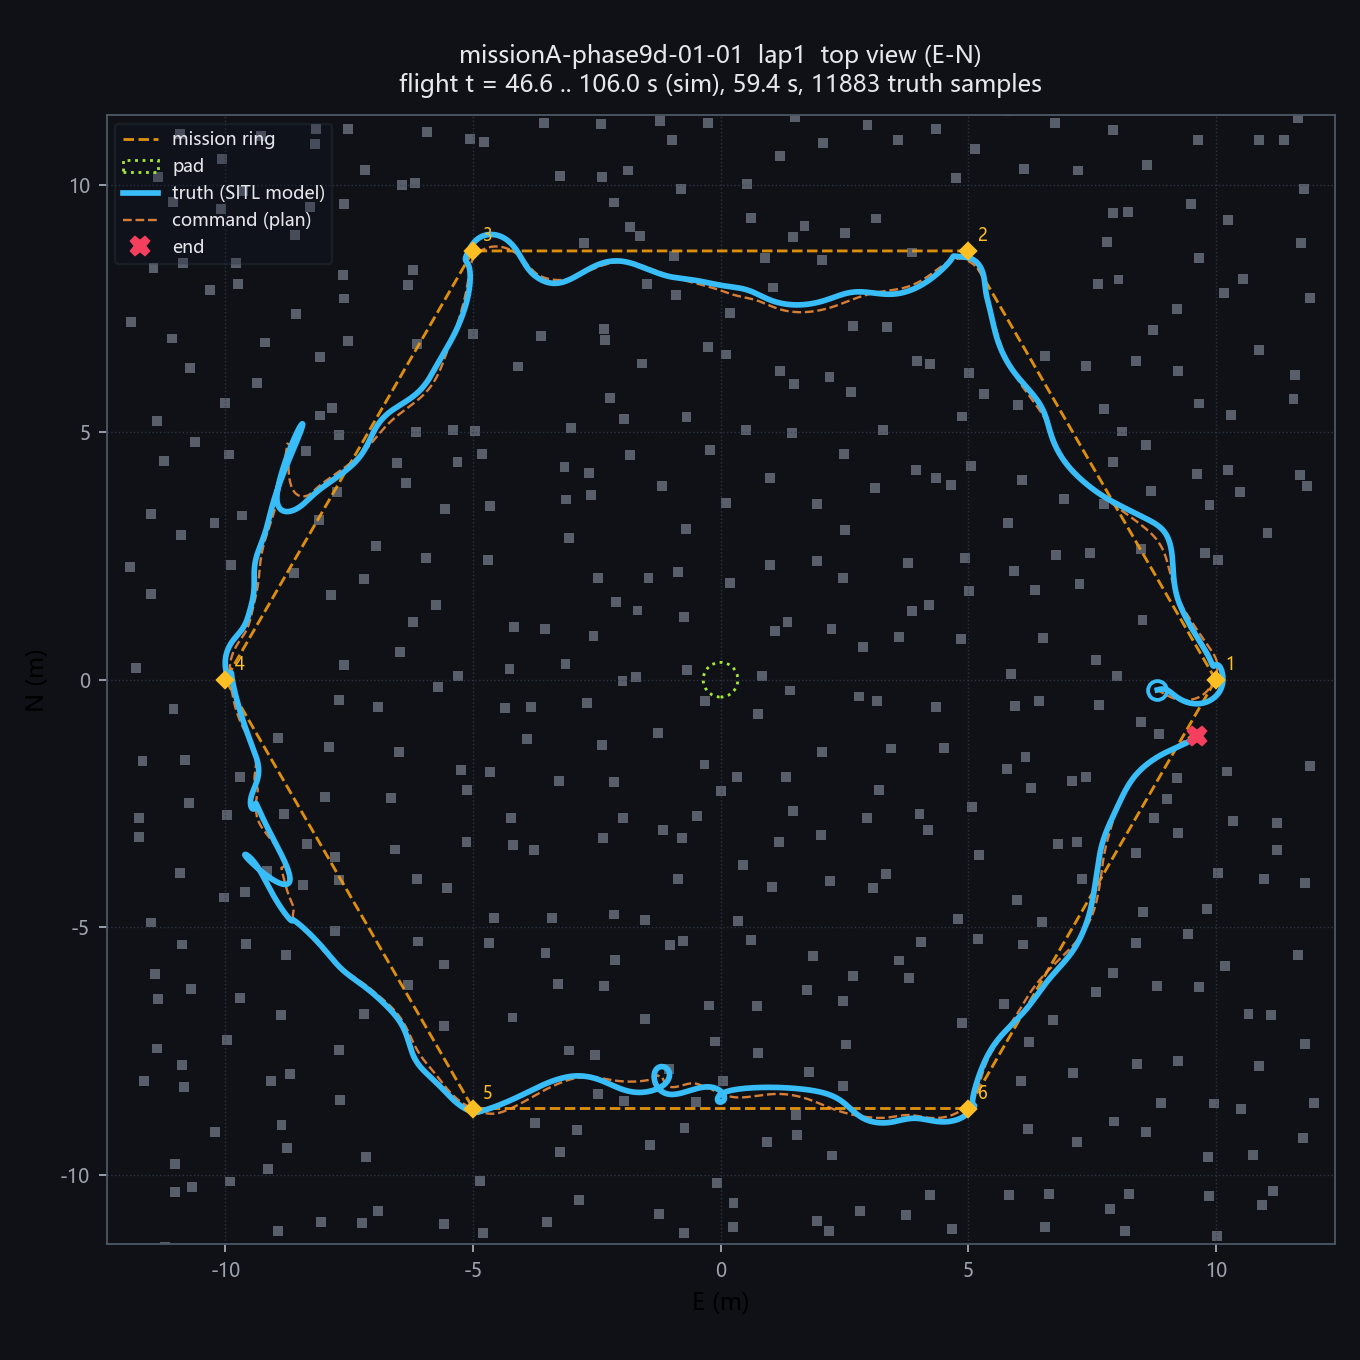 missionA-phase9d-01-01 lap1 top view (E-N)
flight t = 46.6 .. 106.0 s (sim), 59.4 s, 11883 truth samples
mission ring
pad
truth (SITL model)
command (plan)
end
3
2
4
1
5
6
10
5
0
-5
-10
N (m)
-10
-5
0
5
10
E (m)